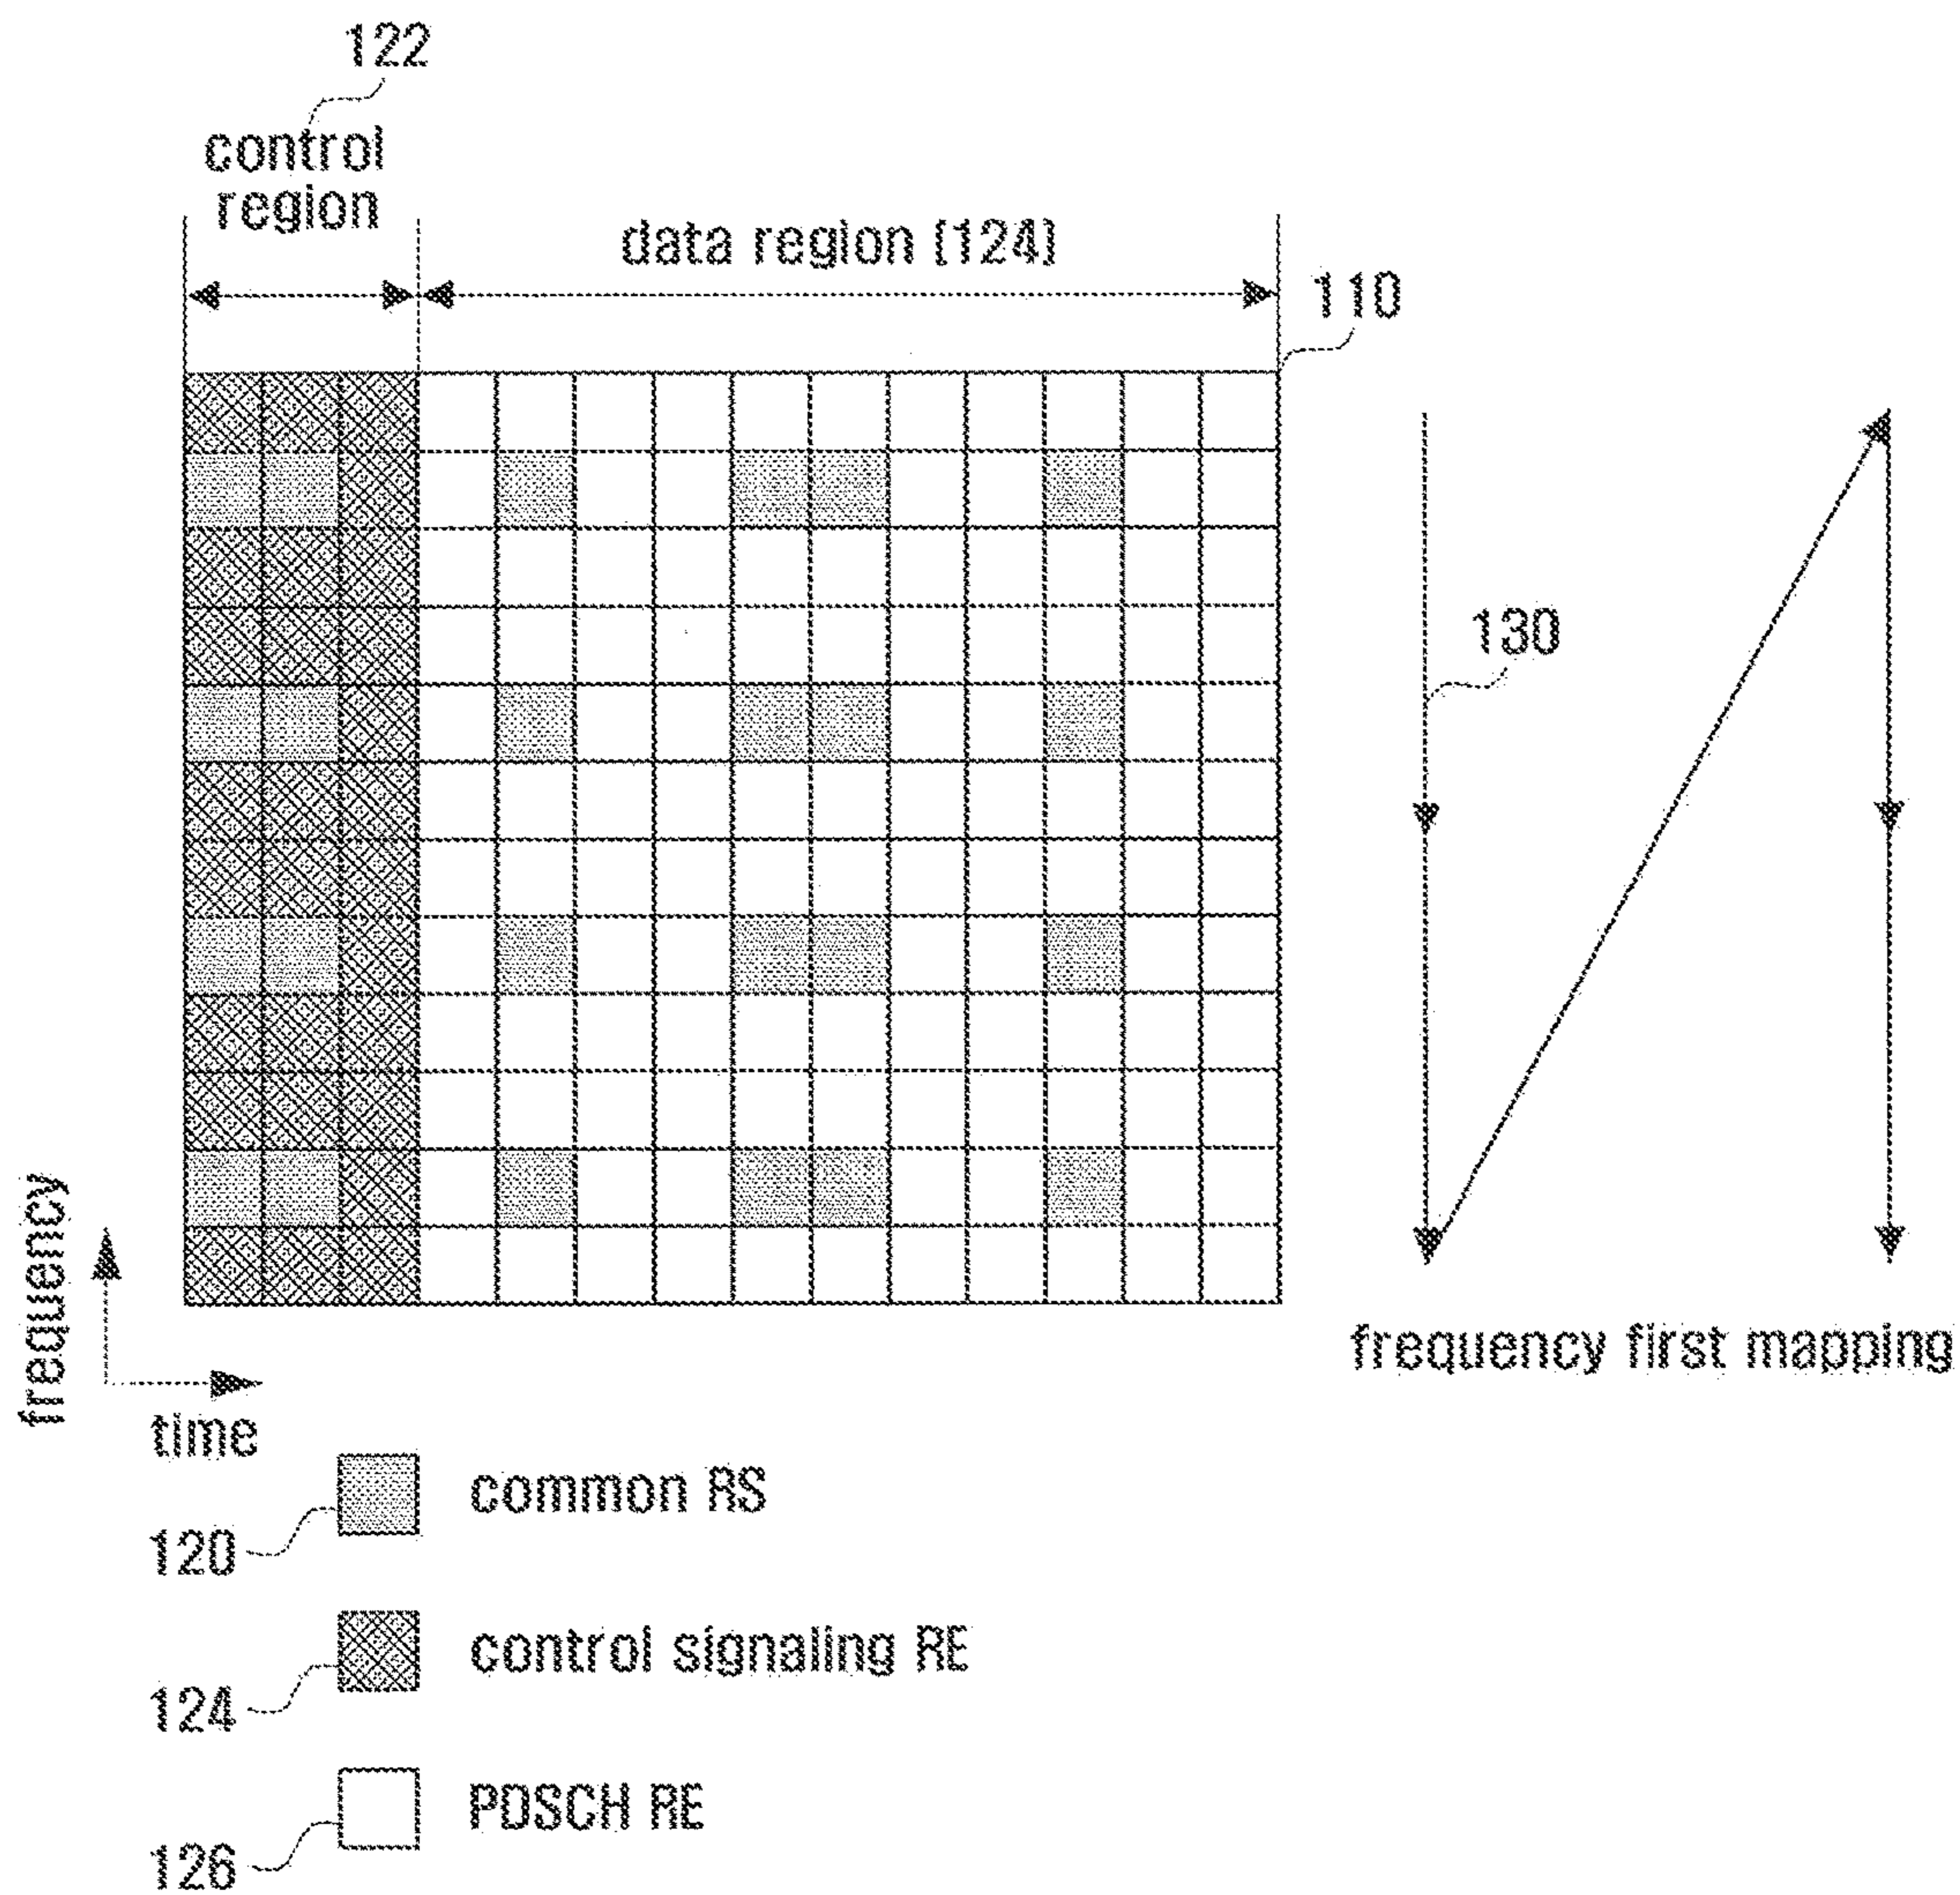 122
control
region
data region [124]
110
130
frequency first mapping
frequency
time
common RS
120
control signaling RE
124
PDSCH RE
126